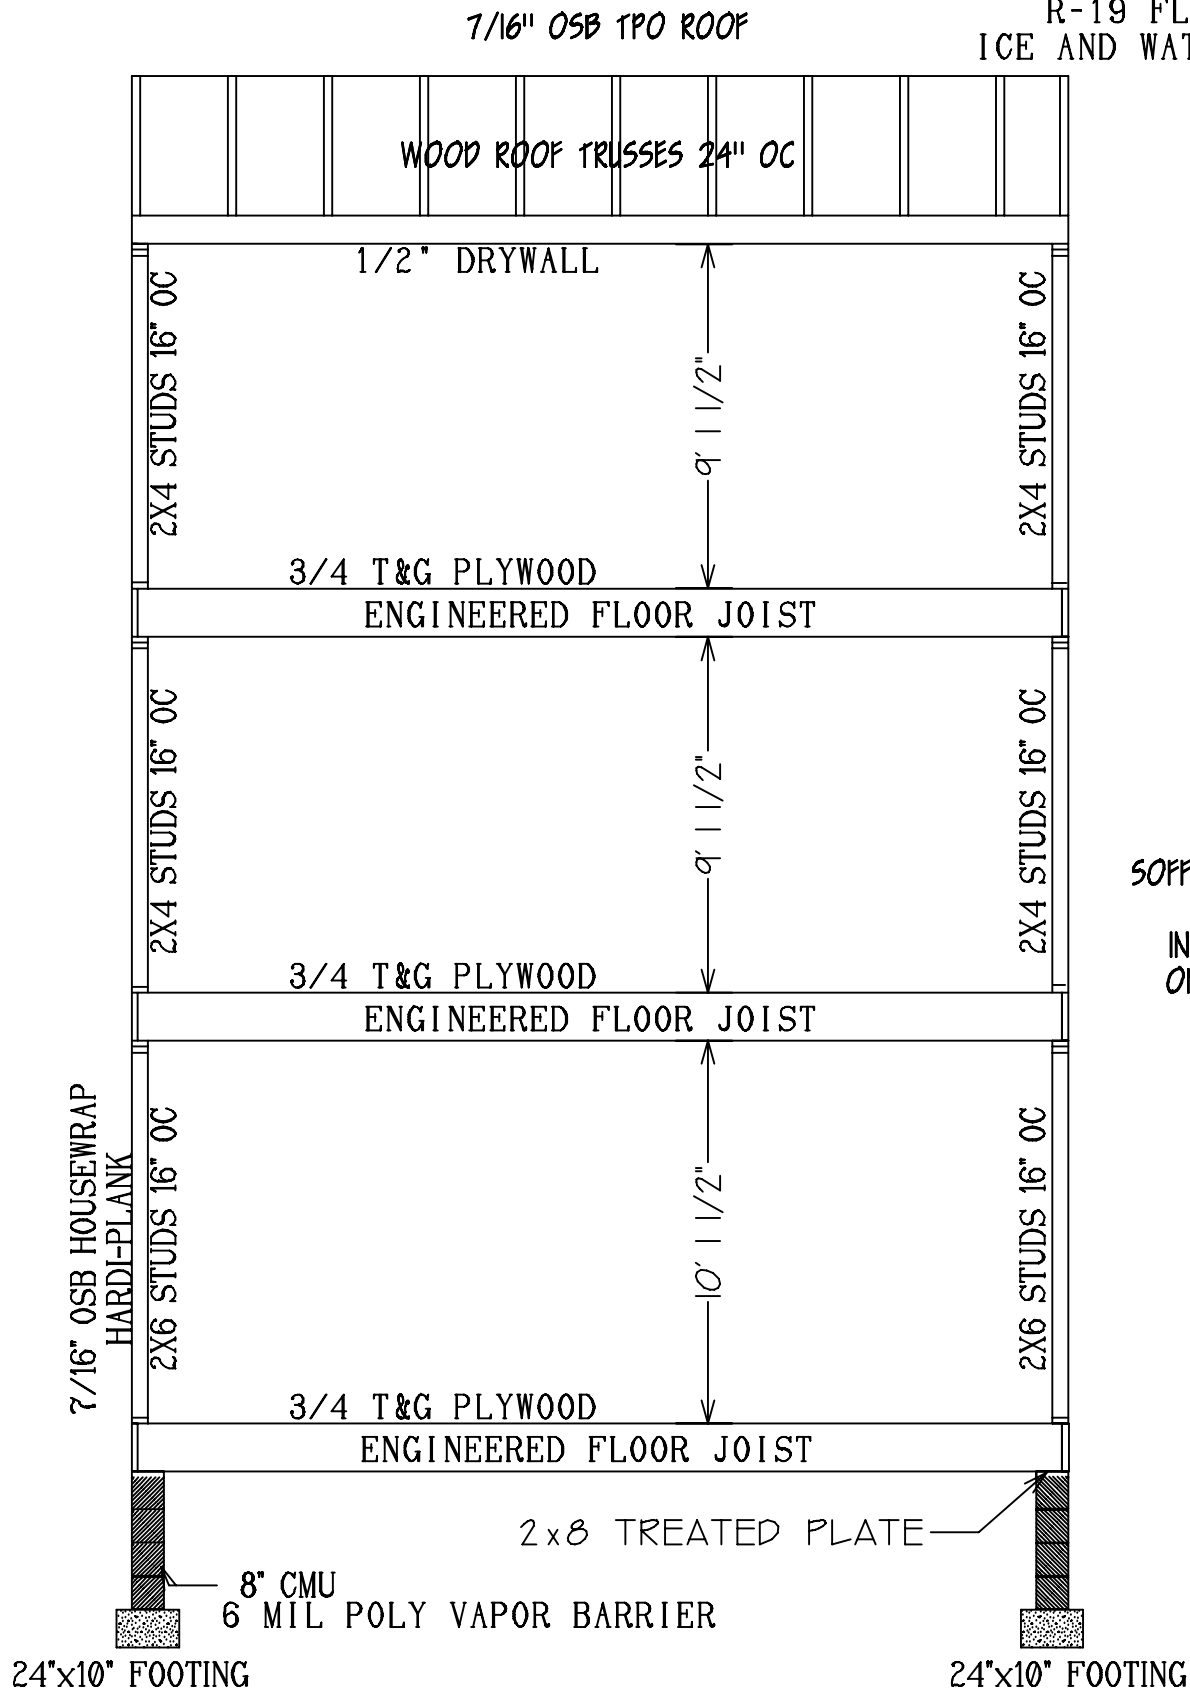 7/16" OSB TPO ROOF
R-19 FL
ICE AND WAT
WOOD ROOF TRUSSES 24" OC
1/2" DRYWALL
2X4 STUDS 16" OC
9' 1 1/2"
2X4 STUDS 16" OC
3/4 T&G PLYWOOD
ENGINEERED FLOOR JOIST
2X4 STUDS 16" OC
9' 1 1/2"
2X4 STUDS 16" OC
SOFF
IN
3/4 T&G PLYWOOD
ENGINEERED FLOOR JOIST
7/16" OSB HOUSEWRAP
HARDI-PLANK
2X6 STUDS 16" OC
10' 1 1/2"
2X6 STUDS 16" OC
3/4 T&G PLYWOOD
ENGINEERED FLOOR JOIST
2x8 TREATED PLATE
8" CMU
6 MIL POLY VAPOR BARRIER
24"x10" FOOTING
24"x10" FOOTING